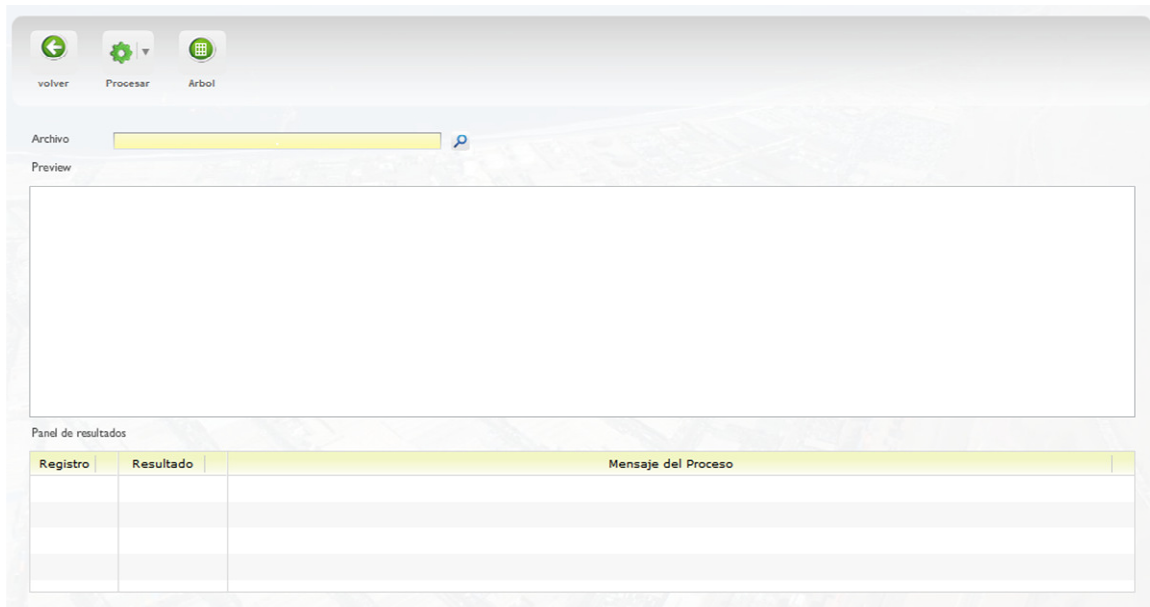 volver Procesar Arbol
Archivo
Preview
Panel de resultados
Registro Resultado Mensaje del Proceso